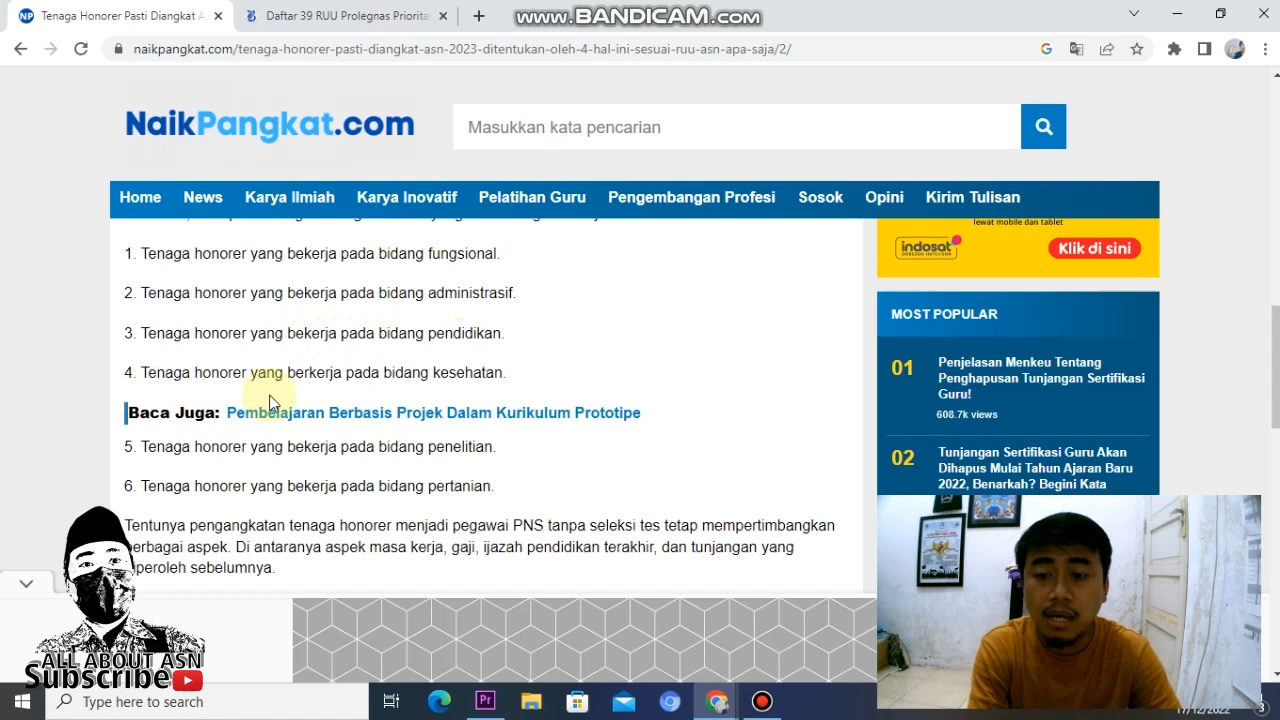 NP Tenaga Honorer Pasti Diangkat A
Daftar 39 RUU Prolegnas Priorita
www.BANDICAM.com
naikpangkat.com/tenaga-honorer-pasti-diangkat-asn-2023-ditentukan-oleh-4-hal-ini-sesuai-ruu-asn-apa-saja/2/
NaikPangkat.com
Masukkan kata pencarian
Home News Karya Ilmiah Karya Inovatif Pelatihan Guru Pengembangan Profesi Sosok Opini Kirim Tulisan
1. Tenaga honorer yang bekerja pada bidang fungsional.
2. Tenaga honorer yang bekerja pada bidang administrasif.
3. Tenaga honorer yang bekerja pada bidang pendidikan.
4. Tenaga honorer yang berkerja pada bidang kesehatan.
Baca Juga: Pembelajaran Berbasis Projek Dalam Kurikulum Prototipe
5. Tenaga honorer yang bekerja pada bidang penelitian.
6. Tenaga honorer yang bekerja pada bidang pertanian.
Tentunya pengangkatan tenaga honorer menjadi pegawai PNS tanpa seleksi tes tetap mempertimbangkan
berbagai aspek. Di antaranya aspek masa kerja, gaji, ijazah pendidikan terakhir, dan tunjangan yang
peroleh sebelumnya.
lewat mobile dan tablet
indosat
OOREDOO HUTCHISON
Klik di sini
MOST POPULAR
01 Penjelasan Menkeu Tentang
Penghapusan Tunjangan Sertifikasi
Guru!
608.7k views
02 Tunjangan Sertifikasi Guru Akan
Dihapus Mulai Tahun Ajaran Baru
2022, Benarkah? Begini Kata
ALL ABOUT ASN
Subscribe
Type here to search
Pr
17/12/2022
3